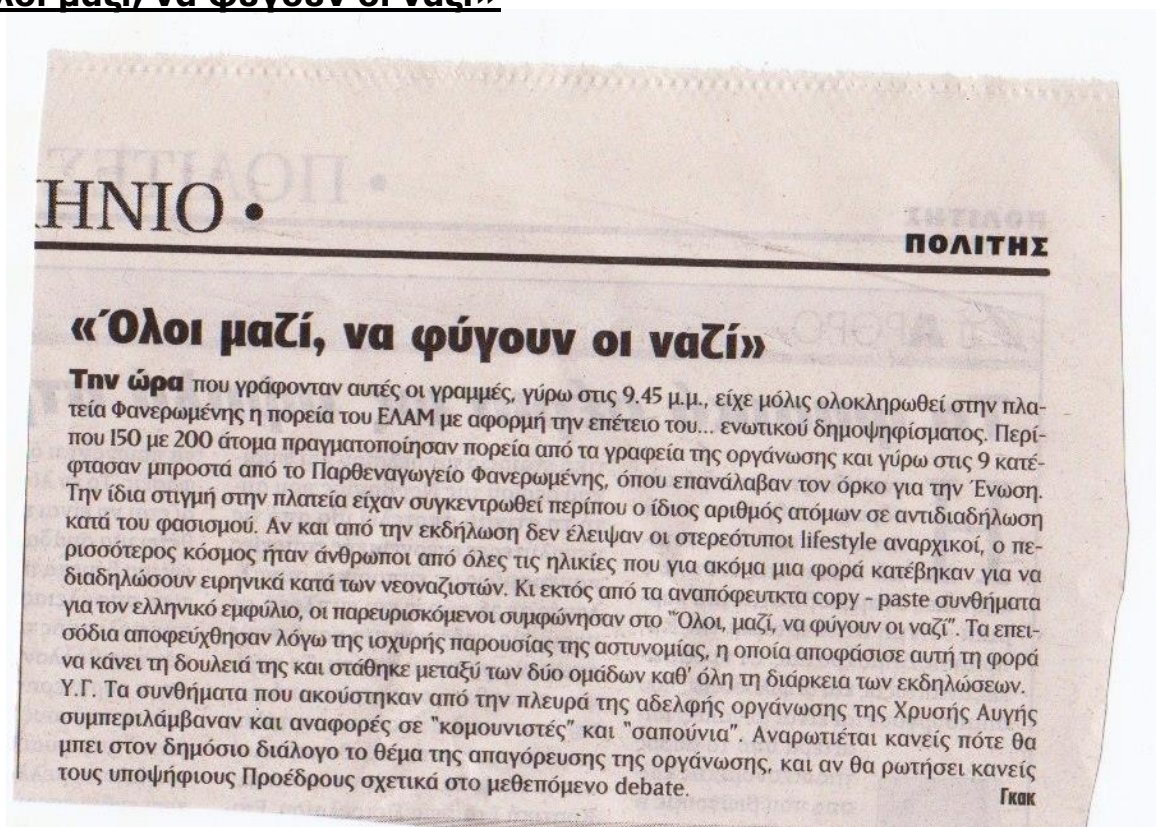 λοι μαζί, να φύγουν οι ναζί»
• ΠΟΛΙΤΕΣ
ΗΝΙΟ •
ΠΟΛΙΤΗΣ
ΑΡΘΡΟ
«Όλοι μαζί, να φύγουν οι ναζί»
Την ώρα που γράφονταν αυτές οι γραμμές, γύρω στις 9.45 μ.μ., είχε μόλις ολοκληρωθεί στην πλα-
τεία Φανερωμένης η πορεία του ΕΛΑΜ με αφορμή την επέτειο του... ενωτικού δημοψηφίσματος. Περί-
που 150 με 200 άτομα πραγματοποίησαν πορεία από τα γραφεία της οργάνωσης και γύρω στις 9 κατέ-
φτασαν μπροστά από το Παρθεναγωγείο Φανερωμένης, όπου επανάλαβαν τον όρκο για την Ένωση.
Την ίδια στιγμή στην πλατεία είχαν συγκεντρωθεί περίπου ο ίδιος αριθμός ατόμων σε αντιδιαδήλωση
κατά του φασισμού. Αν και από την εκδήλωση δεν έλειψαν οι στερεότυποι lifestyle αναρχικοί, ο πε-
ρισσότερος κόσμος ήταν άνθρωποι από όλες τις ηλικίες που για ακόμα μια φορά κατέβηκαν για να
διαδηλώσουν ειρηνικά κατά των νεοναζιστών. Κι εκτός από τα αναπόφευτκτα copy - paste συνθήματα
για τον ελληνικό εμφύλιο, οι παρευρισκόμενοι συμφώνησαν στο "Όλοι, μαζί, να φύγουν οι ναζί". Τα επει-
σόδια αποφεύχθησαν λόγω της ισχυρής παρουσίας της αστυνομίας, η οποία αποφάσισε αυτή τη φορά
να κάνει τη δουλειά της και στάθηκε μεταξύ των δύο ομάδων καθ' όλη τη διάρκεια των εκδηλώσεων.
Υ.Γ. Τα συνθήματα που ακούστηκαν από την πλευρά της αδελφής οργάνωσης της Χρυσής Αυγής
συμπεριλάμβαναν και αναφορές σε "κομουνιστές" και "σαπούνια". Αναρωτιέται κανείς πότε θα
μπει στον δημόσιο διάλογο το θέμα της απαγόρευσης της οργάνωσης, και αν θα ρωτήσει κανείς
τους υποψήφιους Προέδρους σχετικά στο μεθεπόμενο debate.
Γκακ